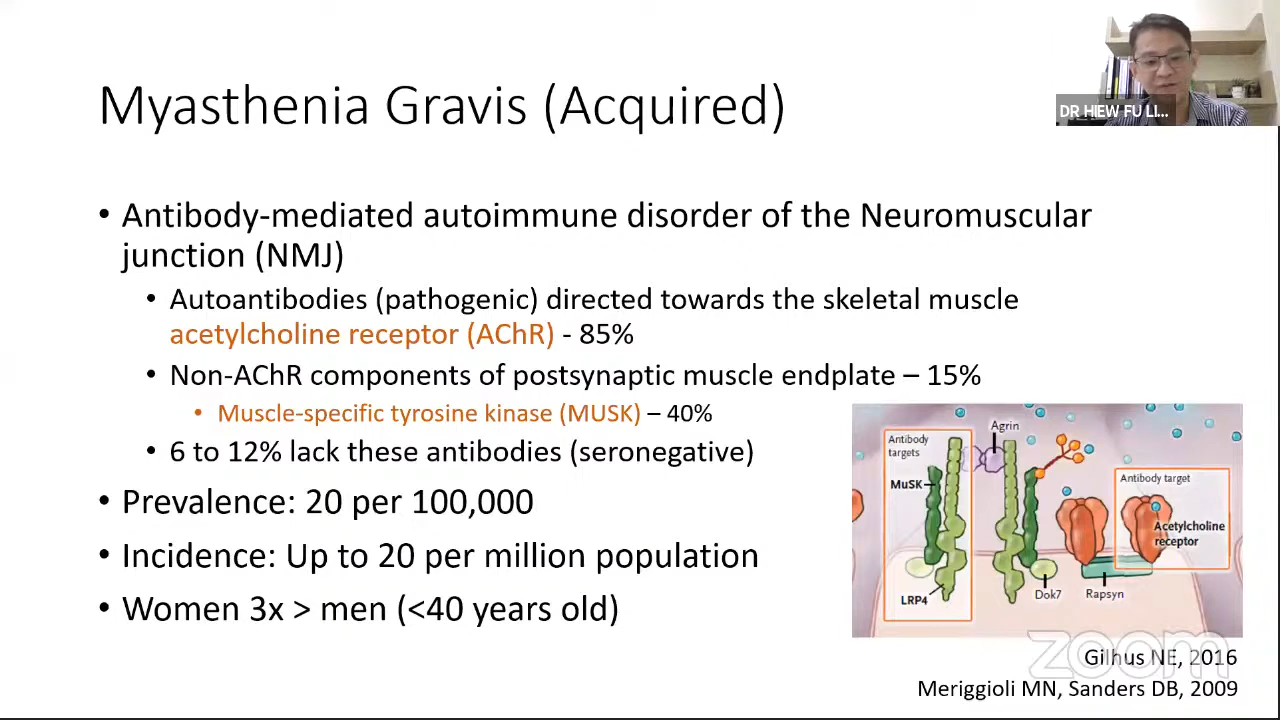 DR HIEW FU LI...
Myasthenia Gravis (Acquired)
• Antibody-mediated autoimmune disorder of the Neuromuscular
junction (NMJ)
• Autoantibodies (pathogenic) directed towards the skeletal muscle
acetylcholine receptor (AChR) - 85%
• Non-AChR components of postsynaptic muscle endplate – 15%
• Muscle-specific tyrosine kinase (MUSK) – 40%
• 6 to 12% lack these antibodies (seronegative)
• Prevalence: 20 per 100,000
• Incidence: Up to 20 per million population
• Women 3x > men (<40 years old)
Agrin
Antibody
targets
MuSK
LRP4
Dok7
Rapsyn
Antibody target
Acetylcholine
receptor
zoom
Gilhus NE, 2016
Meriggioli MN, Sanders DB, 2009